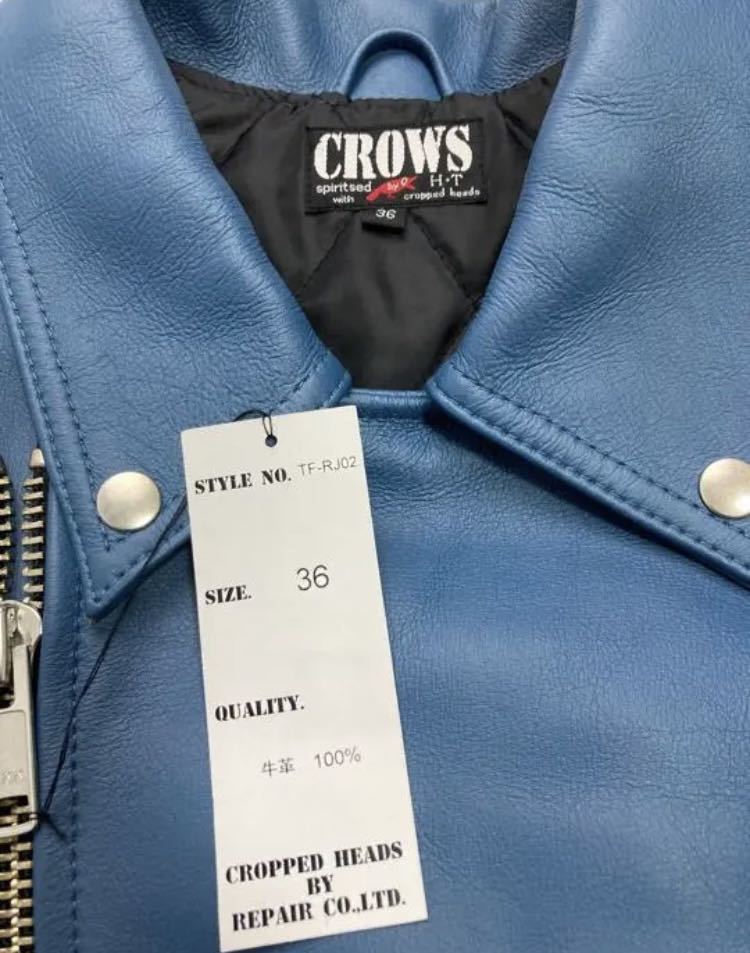 CROWS
spiritsed by H・T
with cropped heads
36
STYLE NO. TF-RJ02
SIZE. 36
QUALITY.
牛革 100%
CROPPED HEADS
BY
REPAIR CO.,LTD.